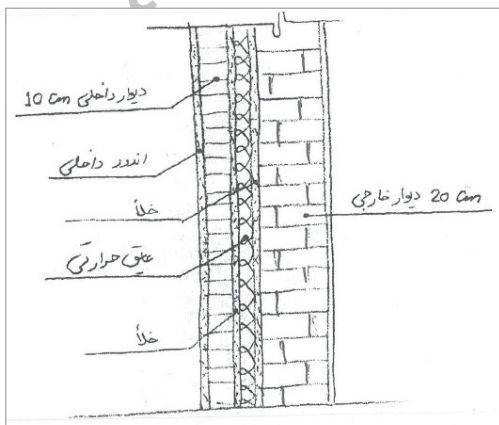 دیوار داخلی 10 cm
اندود داخلی
خلأ
عایق حرارتی
خلأ
20 cm دیوار خارجی